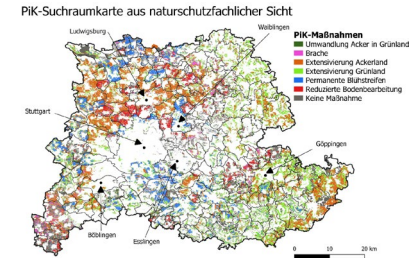 PiK-Suchraumkarte aus naturschutzfachlicher Sicht
Ludwigsburg
Waiblingen
PiK-Maßnahmen
Umwandlung Acker in Grünland
Brache
Extensivierung Ackerland
Extensivierung Grünland
Permanente Blühstreifen
Reduzierte Bodenbearbeitung
Keine Maßnahme
Stuttgart
Göppingen
Böblingen
Esslingen
0 10 20 km